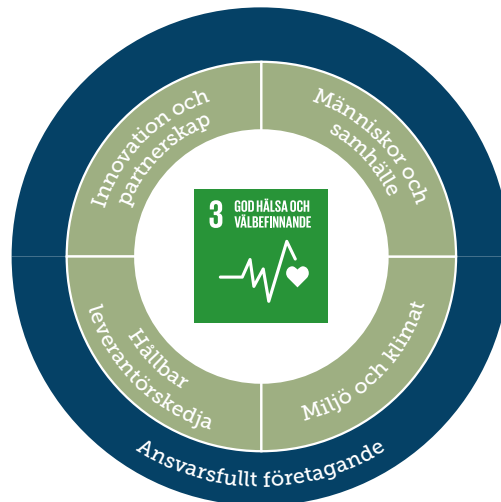 Innovation och
partnerskap
Människor och
samhälle
3 GOD HÄLSA OCH
VÄLBEFINNANDE
Hållbar
leverantörskedja
Miljö och klimat
Ansvarsfullt företagande